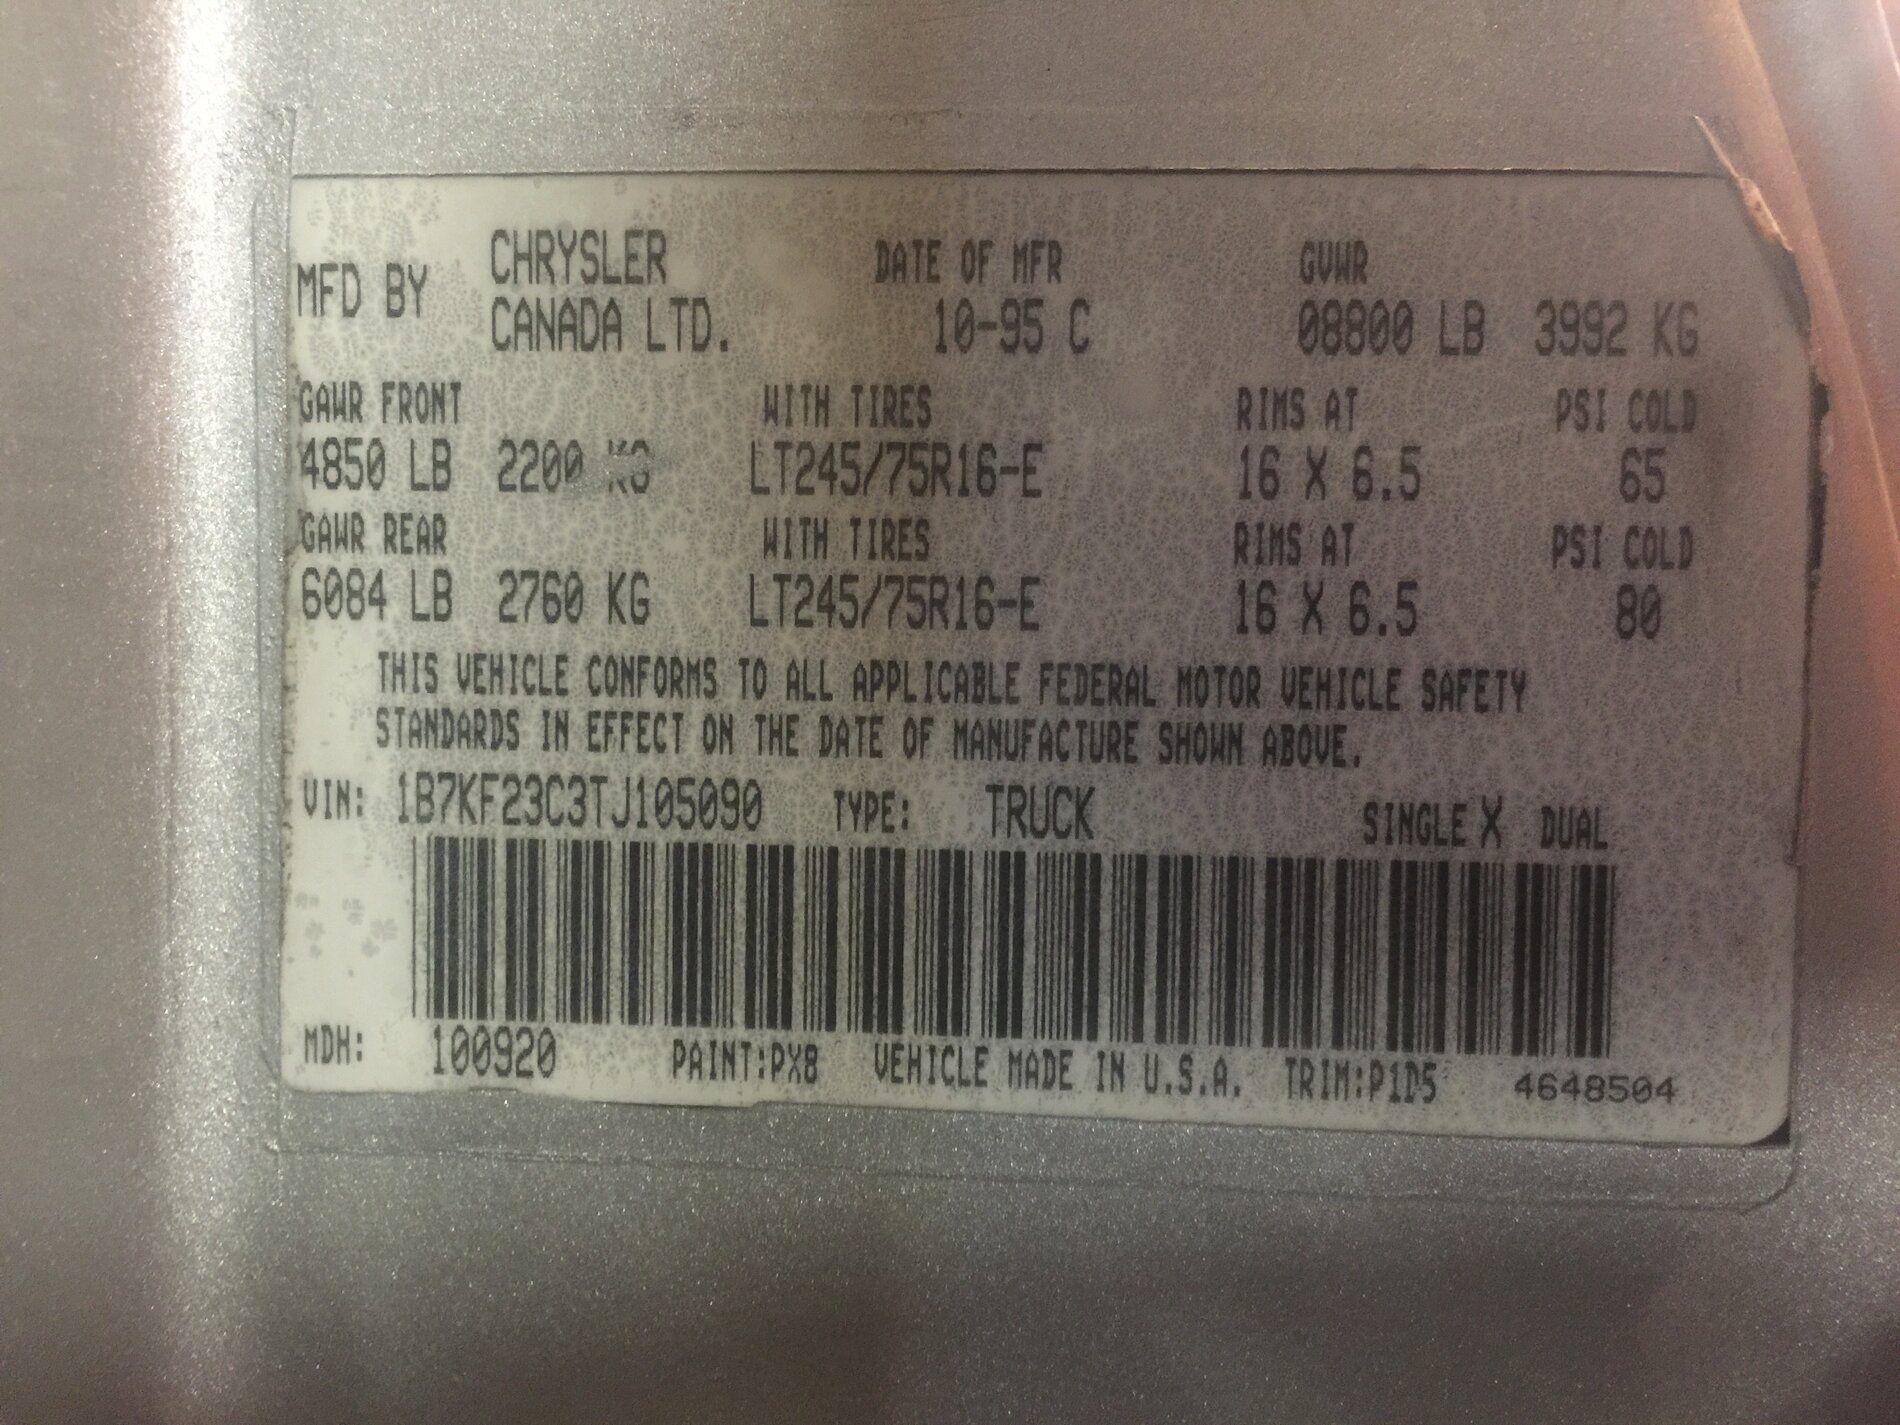 MFD BY CHRYSLER CANADA LTD. DATE OF MFR 10-95 C GVWR 08800 LB 3992 KG
GAWR FRONT WITH TIRES RIMS AT PSI COLD
4850 LB 2200 KG LT245/75R16-E 16 X 6.5 65
GAWR REAR WITH TIRES RIMS AT PSI COLD
6084 LB 2760 KG LT245/75R16-E 16 X 6.5 80
THIS VEHICLE CONFORMS TO ALL APPLICABLE FEDERAL MOTOR VEHICLE SAFETY
STANDARDS IN EFFECT ON THE DATE OF MANUFACTURE SHOWN ABOVE.
VIN: 1B7KF23C3TJ105090 TYPE: TRUCK SINGLE X DUAL
MDH: 100920 PAINT:PX8 VEHICLE MADE IN U.S.A. TRIM:P1D5 4648504